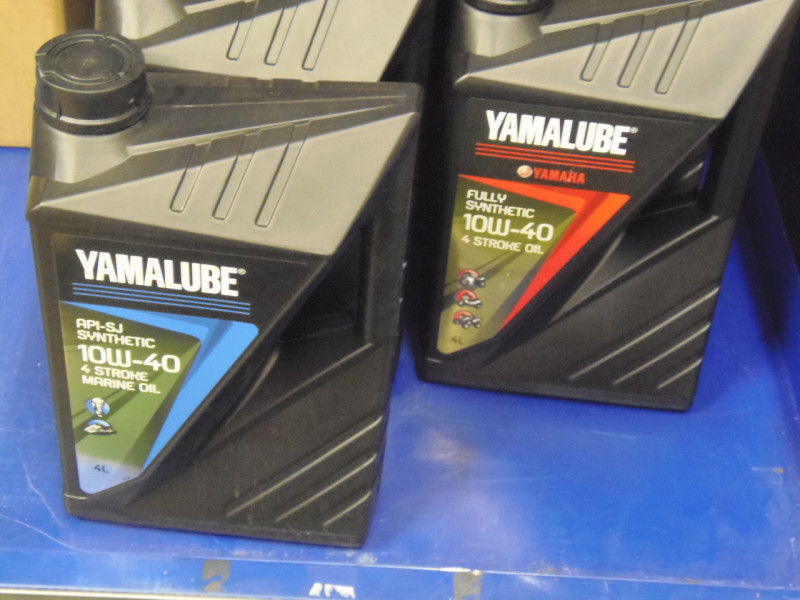 YAMALUBE®
API-SJ
SYNTHETIC
10W-40
4 STROKE
MARINE OIL
4L
YAMALUBE®
YAMAHA
FULLY
SYNTHETIC
10W-40
4 STROKE OIL
4L